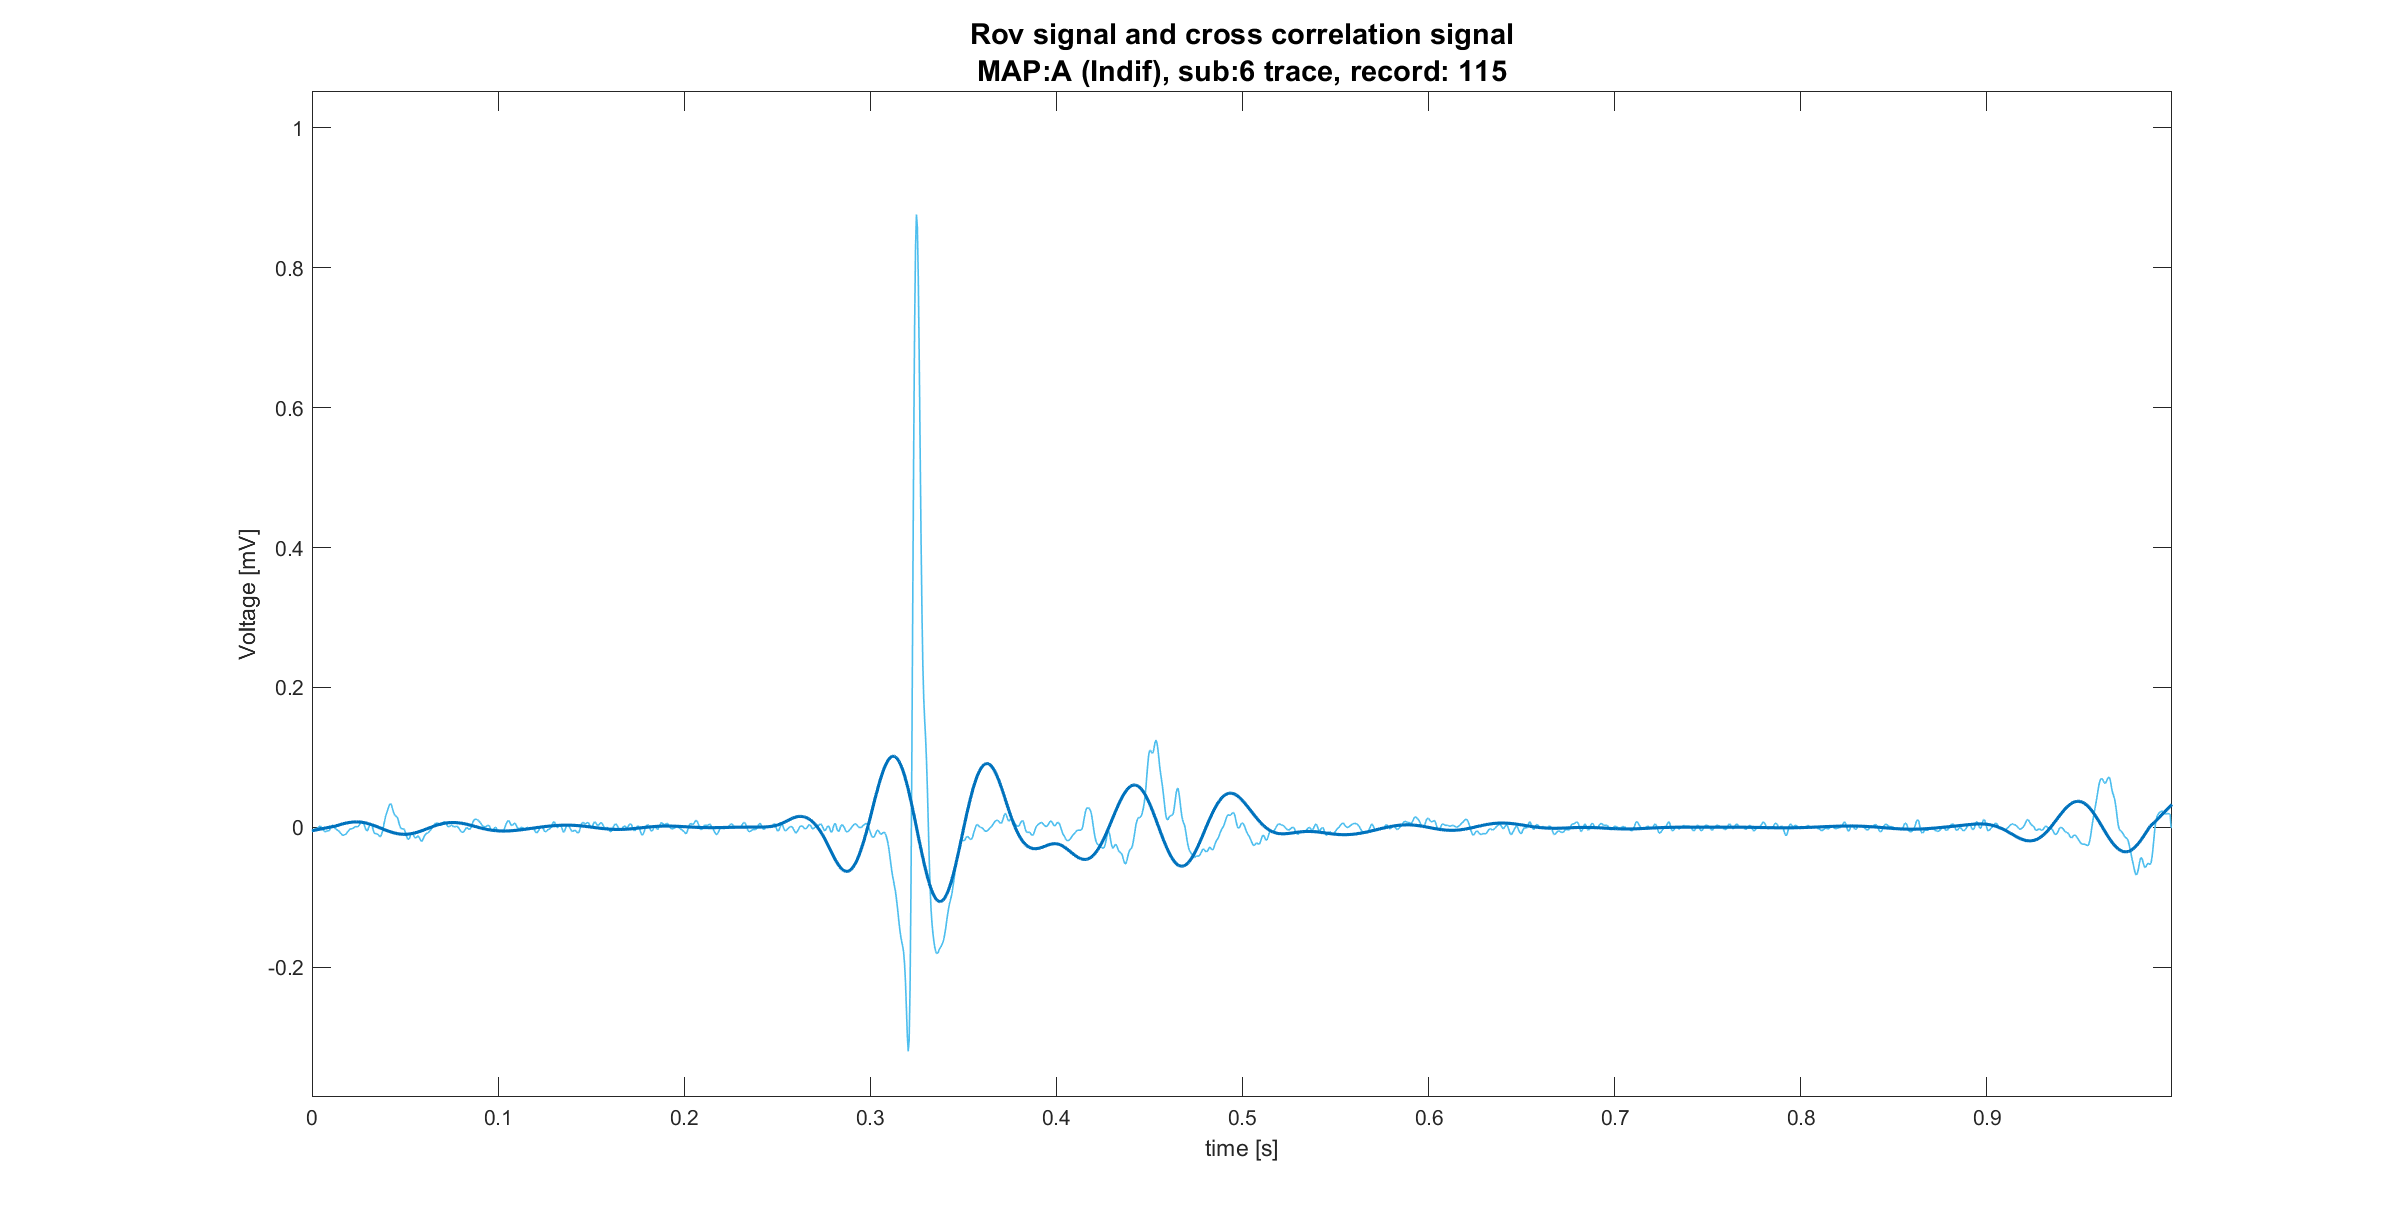 Rov signal and cross correlation signal
MAP:A (Indif), sub:6 trace, record: 115
Voltage [mV]
1
0.8
0.6
0.4
0.2
0
-0.2
0 0.1 0.2 0.3 0.4 0.5 0.6 0.7 0.8 0.9
time [s]